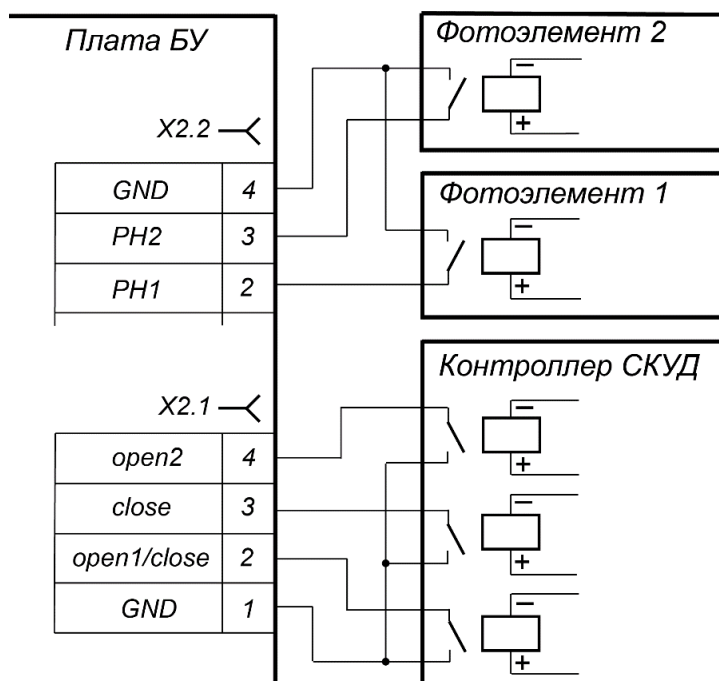 Плата БУ
X2.2
GND 4
PH2 3
PH1 2
X2.1
open2 4
close 3
open1/close 2
GND 1
Фотоэлемент 2
−
+
Фотоэлемент 1
−
+
Контроллер СКУД
−
+
−
+
−
+